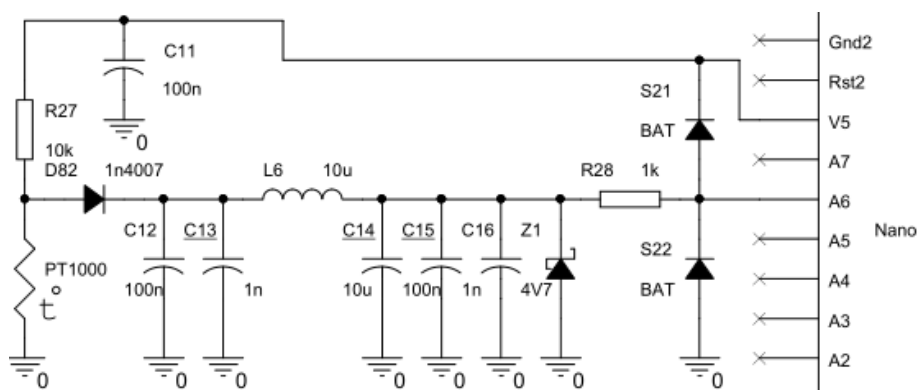 C11
100n
0
R27
10k
D82 1n4007
L6 10u
C12 C13
100n 1n
C14 C15 C16 Z1
10u 100n 1n 4V7
R28 1k
S21
BAT
S22
BAT
PT1000
t°
0 0 0 0 0 0 0 0
Gnd2
Rst2
V5
A7
A6
A5
A4
A3
A2
Nano